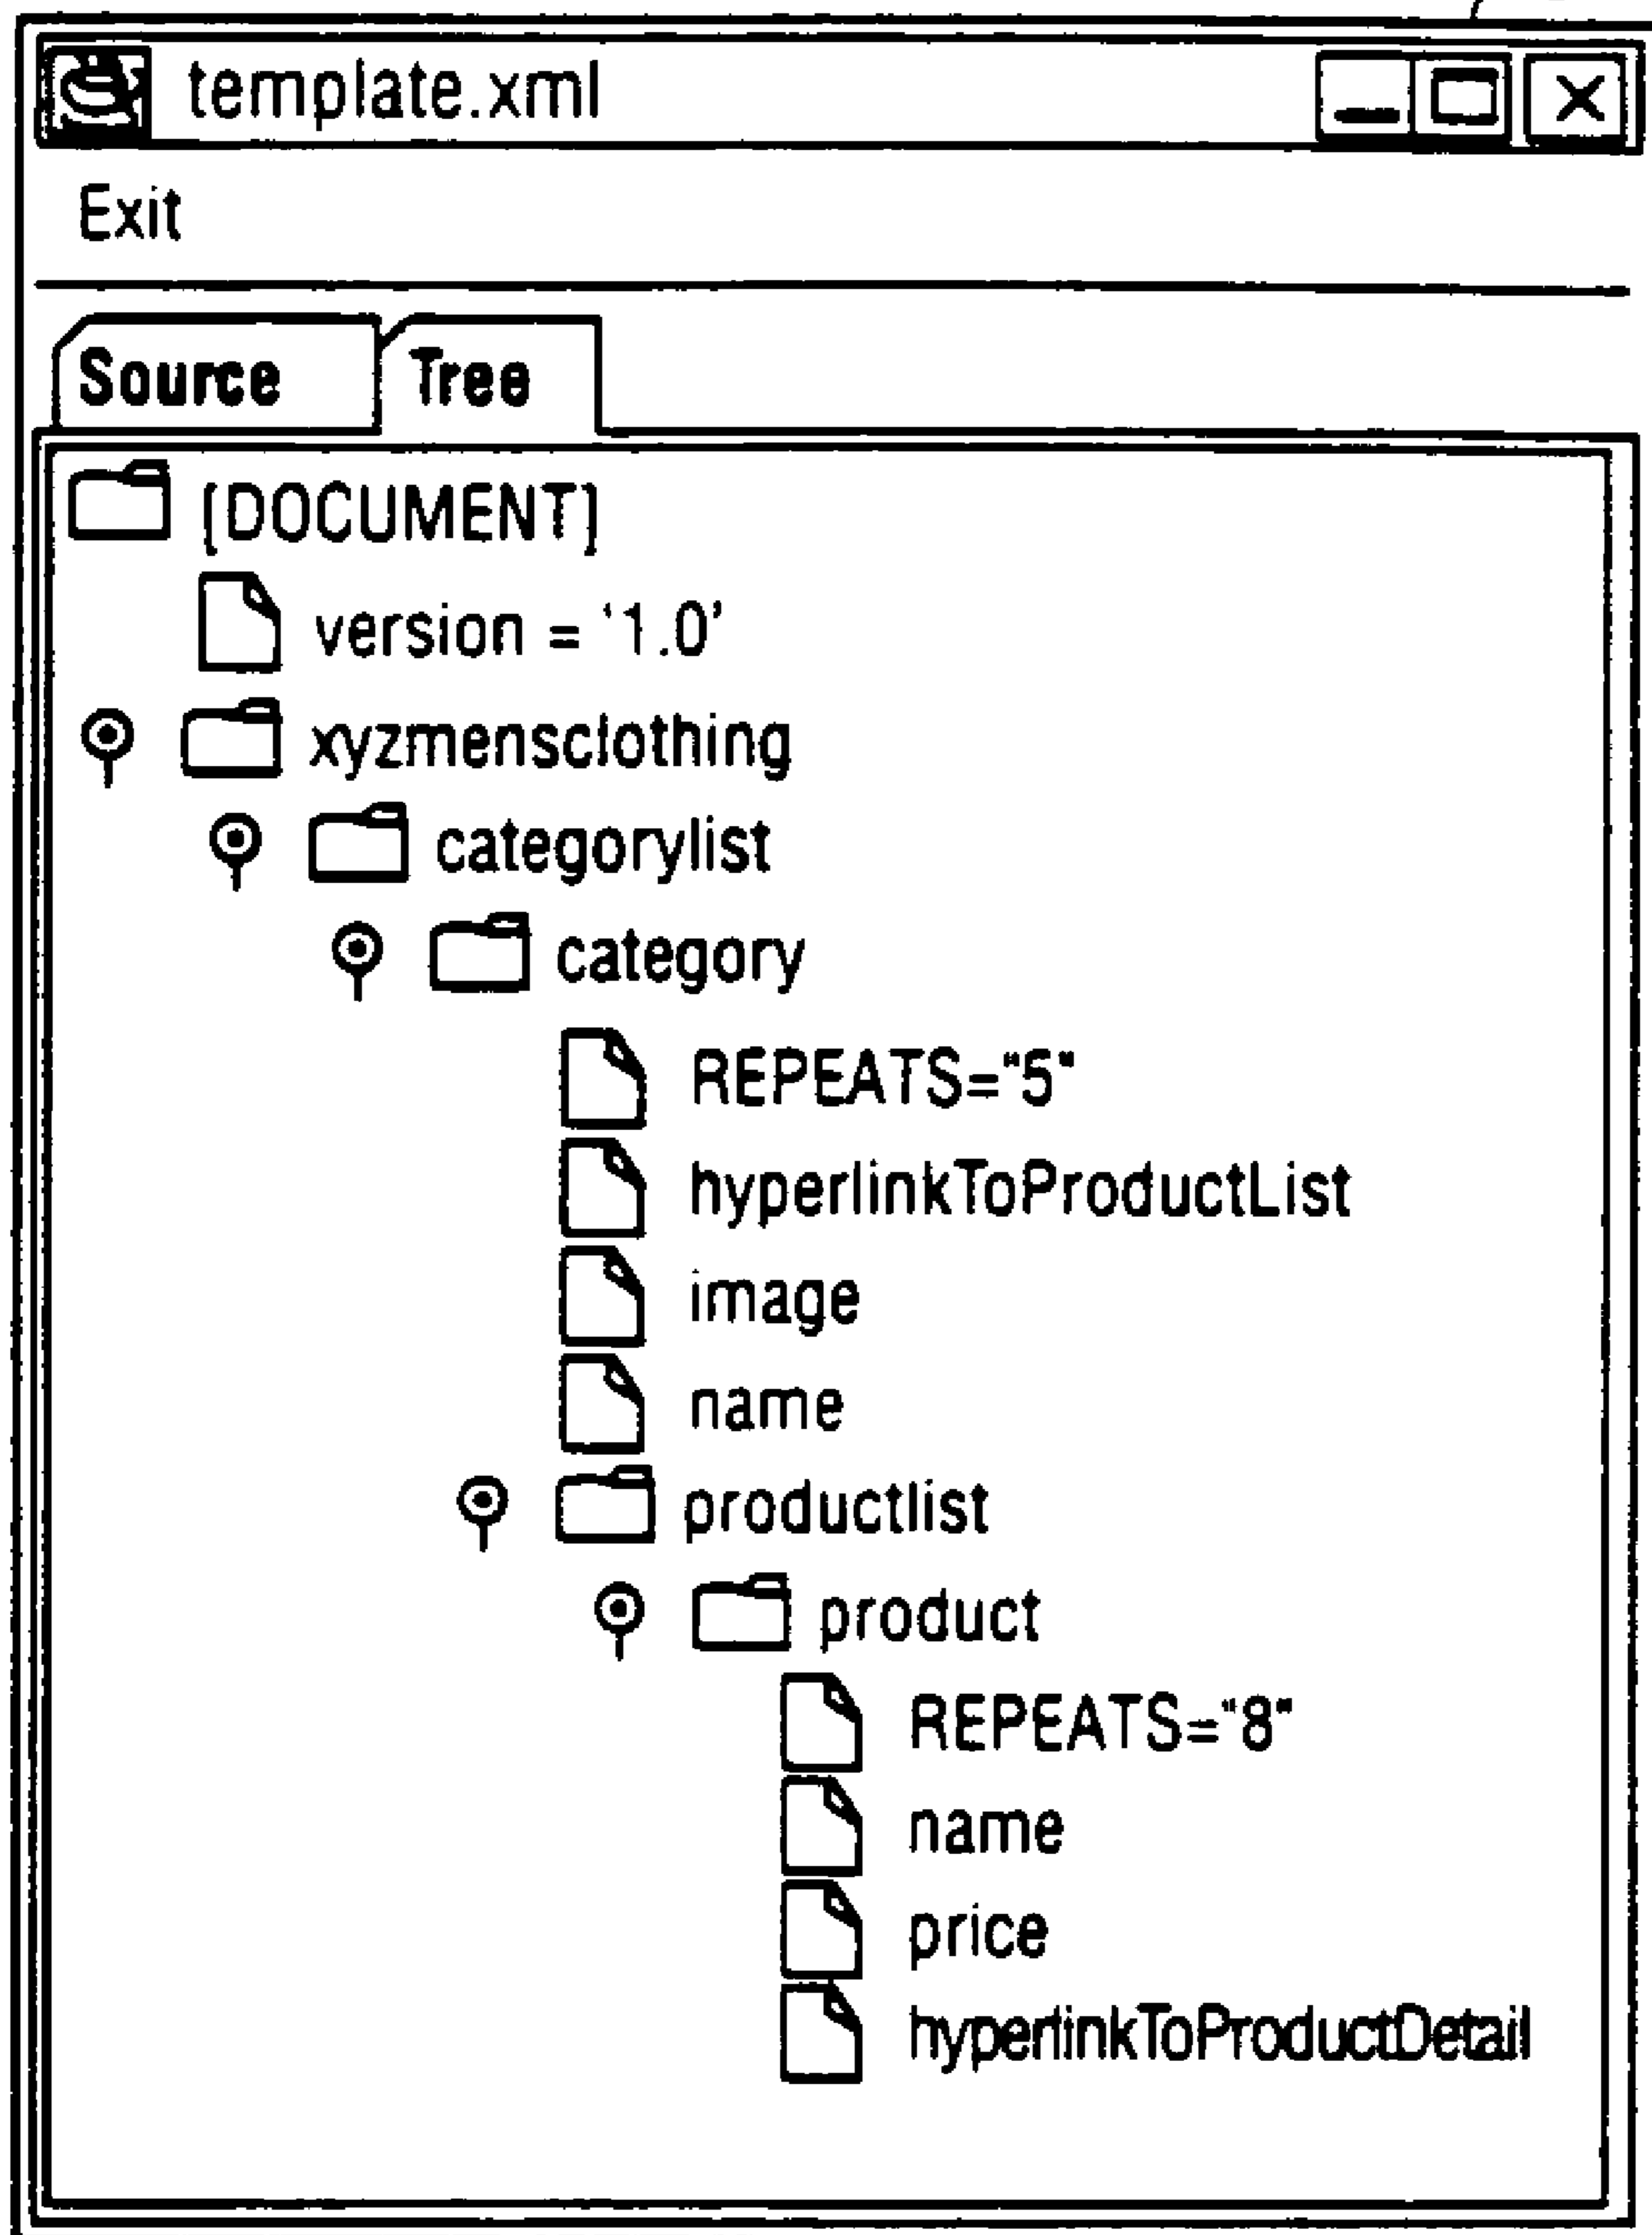 template.xml
Exit
Source Tree
[DOCUMENT]
version = '1.0'
xyzmensclothing
categorylist
category
REPEATS="5"
hyperlinkToProductList
image
name
productlist
product
REPEATS="8"
name
price
hyperlinkToProductDetail